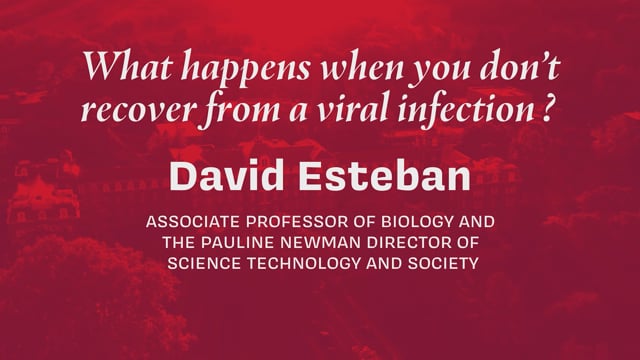 What happens when you don’t
recover from a viral infection?
David Esteban
ASSOCIATE PROFESSOR OF BIOLOGY AND
THE PAULINE NEWMAN DIRECTOR OF
SCIENCE TECHNOLOGY AND SOCIETY